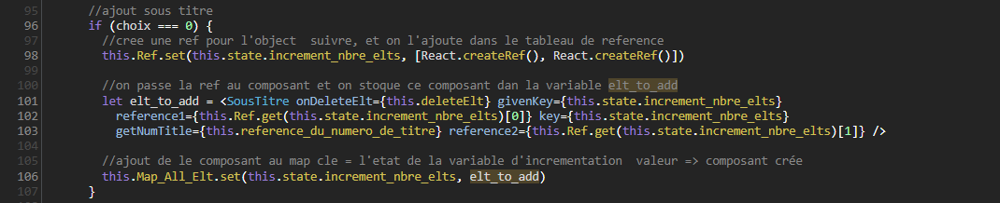 95 //ajout sous titre
96 if (choix === 0) {
97 //cree une ref pour l'object  suivre, et on l'ajoute dans le tableau de reference
98 this.Ref.set(this.state.increment_nbre_elts, [React.createRef(), React.createRef()])
99
100 //on passe la ref au composant et on stoque ce composant dan la variable elt_to_add
101 let elt_to_add = <SousTitre onDeleteElt={this.deleteElt} givenKey={this.state.increment_nbre_elts}
102 reference1={this.Ref.get(this.state.increment_nbre_elts)[0]} key={this.state.increment_nbre_elts}
103 getNumTitle={this.reference_du_numero_de_titre} reference2={this.Ref.get(this.state.increment_nbre_elts)[1]} />
104
105 //ajout de le composant au map cle = l'etat de la variable d'incrementation  valeur => composant crée
106 this.Map_All_Elt.set(this.state.increment_nbre_elts, elt_to_add)
107 }